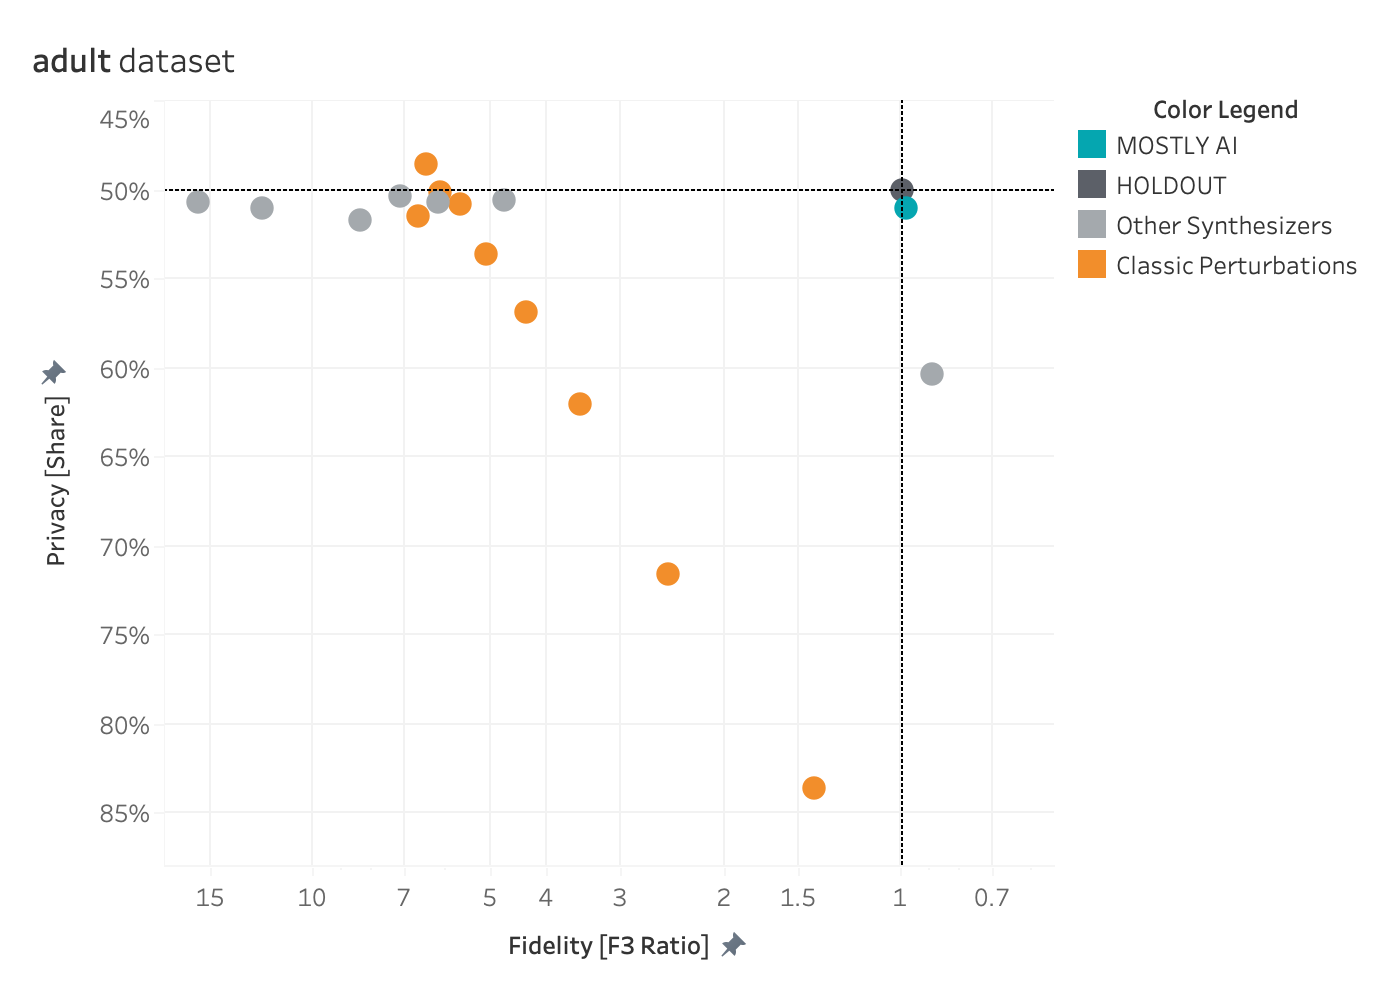 adult dataset
Color Legend
MOSTLY AI
HOLDOUT
Other Synthesizers
Classic Perturbations
Privacy [Share]
45%
50%
55%
60%
65%
70%
75%
80%
85%
15 10 7 5 4 3 2 1.5 1 0.7
Fidelity [F3 Ratio]